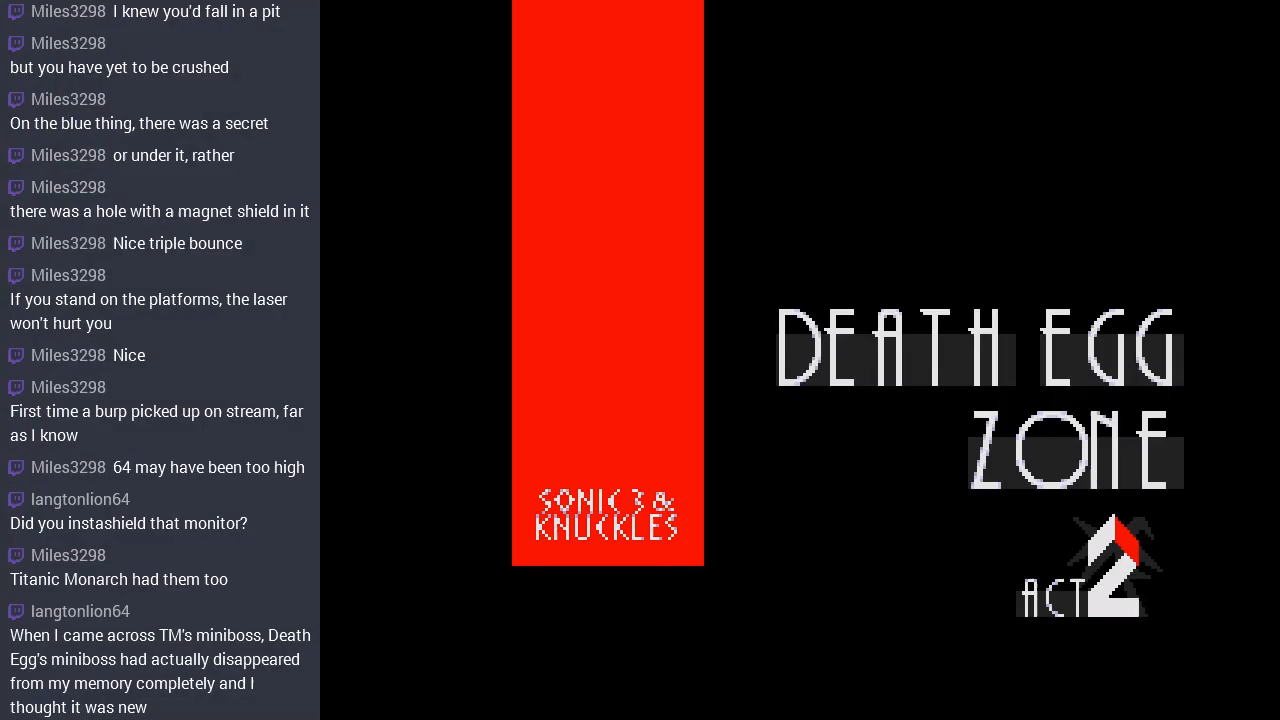 Miles3298 I knew you'd fall in a pit
Miles3298
but you have yet to be crushed
Miles3298
On the blue thing, there was a secret
Miles3298 or under it, rather
Miles3298
there was a hole with a magnet shield in it
Miles3298 Nice triple bounce
Miles3298
If you stand on the platforms, the laser
won't hurt you
Miles3298 Nice
Miles3298
First time a burp picked up on stream, far
as I know
Miles3298 64 may have been too high
langtonlion64
Did you instashield that monitor?
Miles3298
Titanic Monarch had them too
langtonlion64
When I came across TM's miniboss, Death
Egg's miniboss had actually disappeared
from my memory completely and I
thought it was new
SONIC 3 &
KNUCKLES
DEATH EGG
ZONE
ACT 2